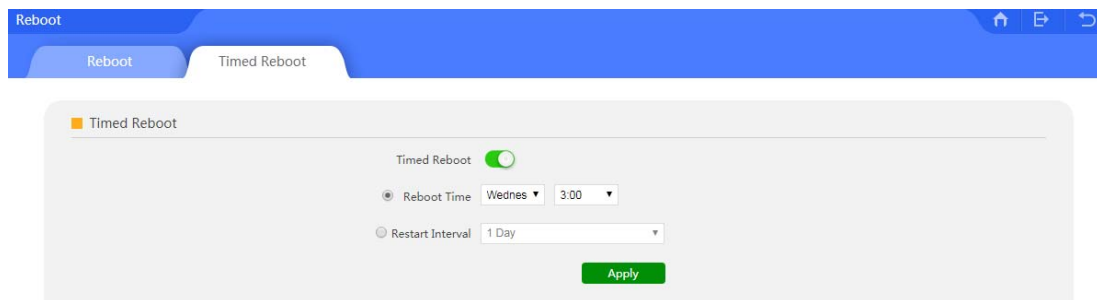 Reboot
Reboot Timed Reboot
Timed Reboot
Timed Reboot
Reboot Time Wednes 3:00
Restart Interval 1 Day
Apply